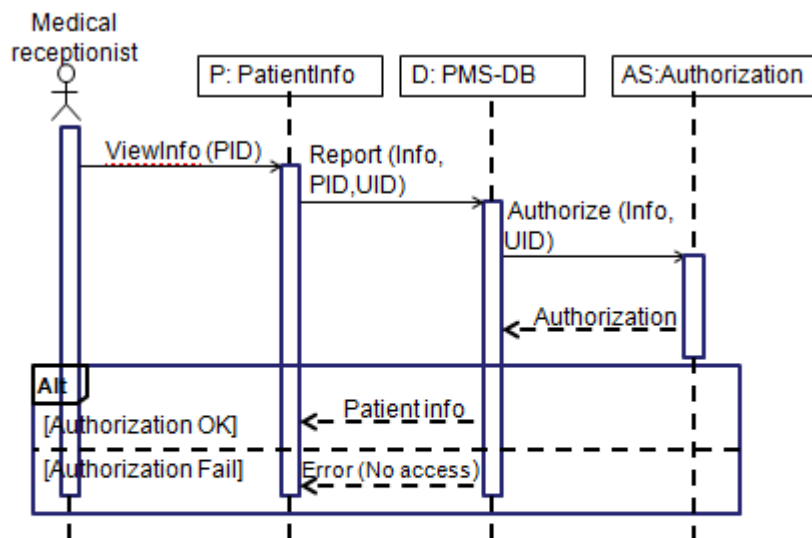 Medical
receptionist
P: PatientInfo
D: PMS-DB
AS:Authorization
ViewInfo (PID)
Report (Info,
PID,UID)
Authorize (Info,
UID)
Authorization
Alt
Patient info
[Authorization OK]
[Authorization Fail]
Error (No access)